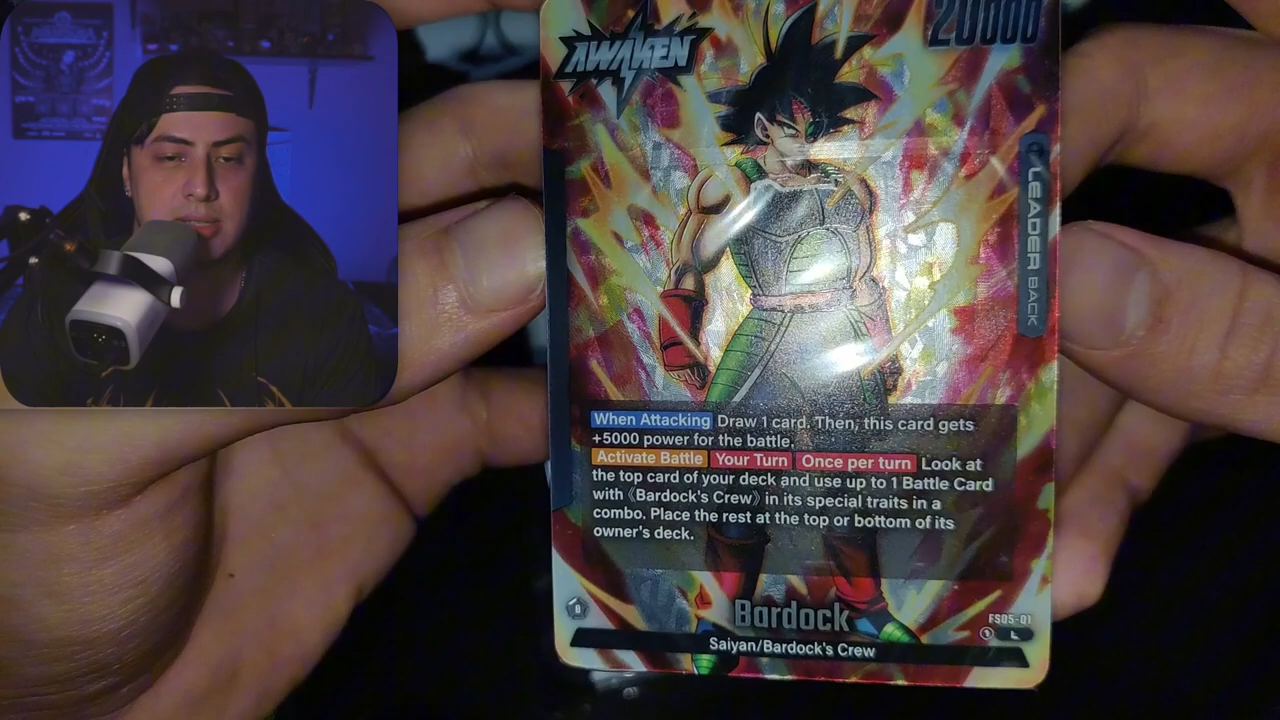 AWAKEN
20000
LEADER BACK
When Attacking Draw 1 card. Then, this card gets
+5000 power for the battle.
Activate Battle Your Turn Once per turn Look at
the top card of your deck and use up to 1 Battle Card
with 《Bardock's Crew》 in its special traits in a
combo. Place the rest at the top or bottom of its
owner's deck.
Bardock
FS05-01
L
Saiyan/Bardock's Crew